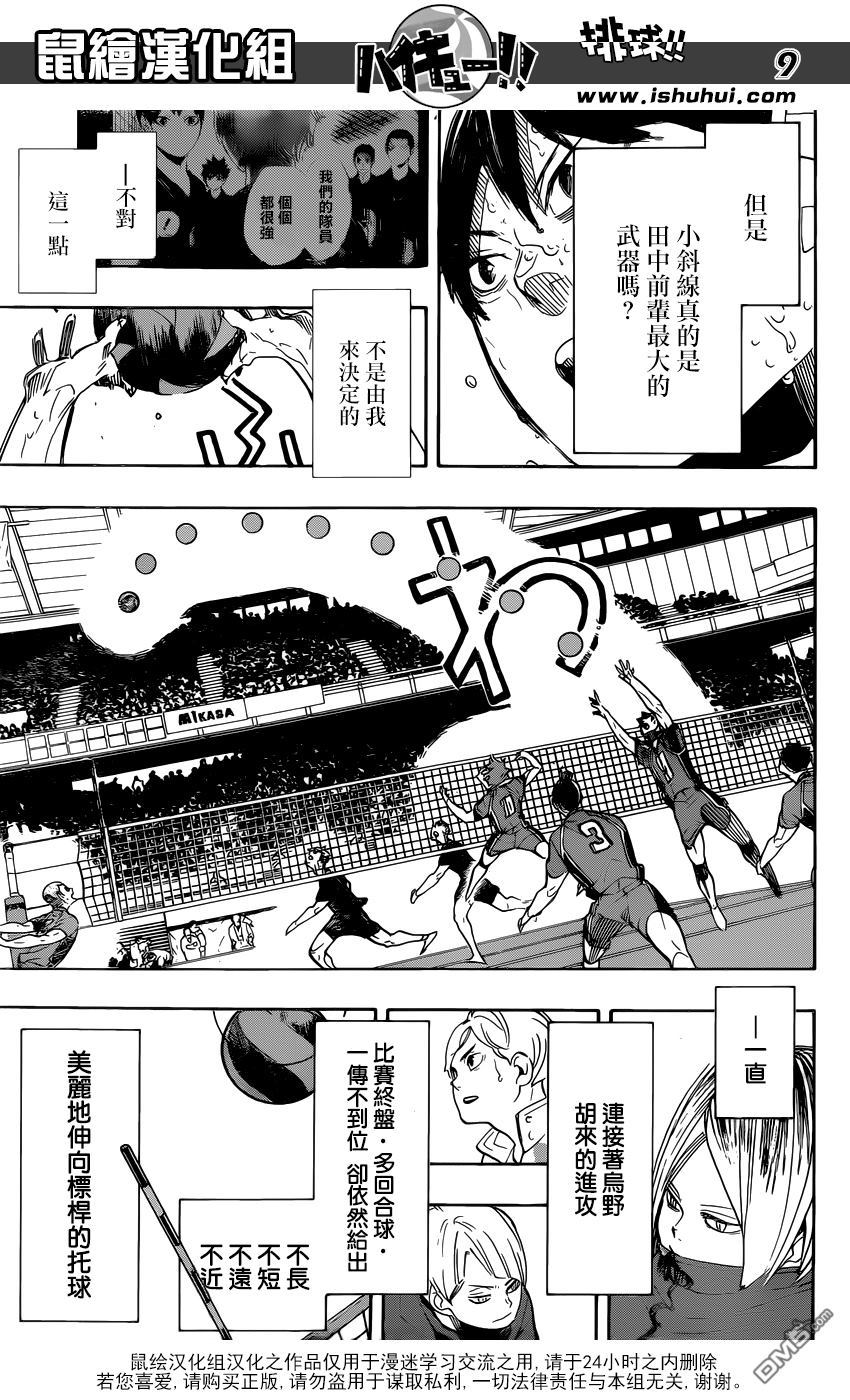 鼠繪漢化組
ハイキュー!!
排球!!
9
www.ishuhui.com
但是
小斜線真的是
田中前輩最大的
武器嗎？
我們的隊員
個個
都很強
！
—不對
這一點
不是由我
來決定的
MIKASA
10
3
—一直
連接著烏野
胡來的進攻
比賽終盤·多回合球·
一傳不到位 卻依然給出
不長
不短
不遠
不近
美麗地伸向標桿的托球
鼠绘汉化组汉化之作品仅用于漫迷学习交流之用, 请于24小时之内删除
若您喜爱, 请购买正版, 请勿盗用于谋取私利, 一切法律责任与本组无关, 谢谢。
DM5.com